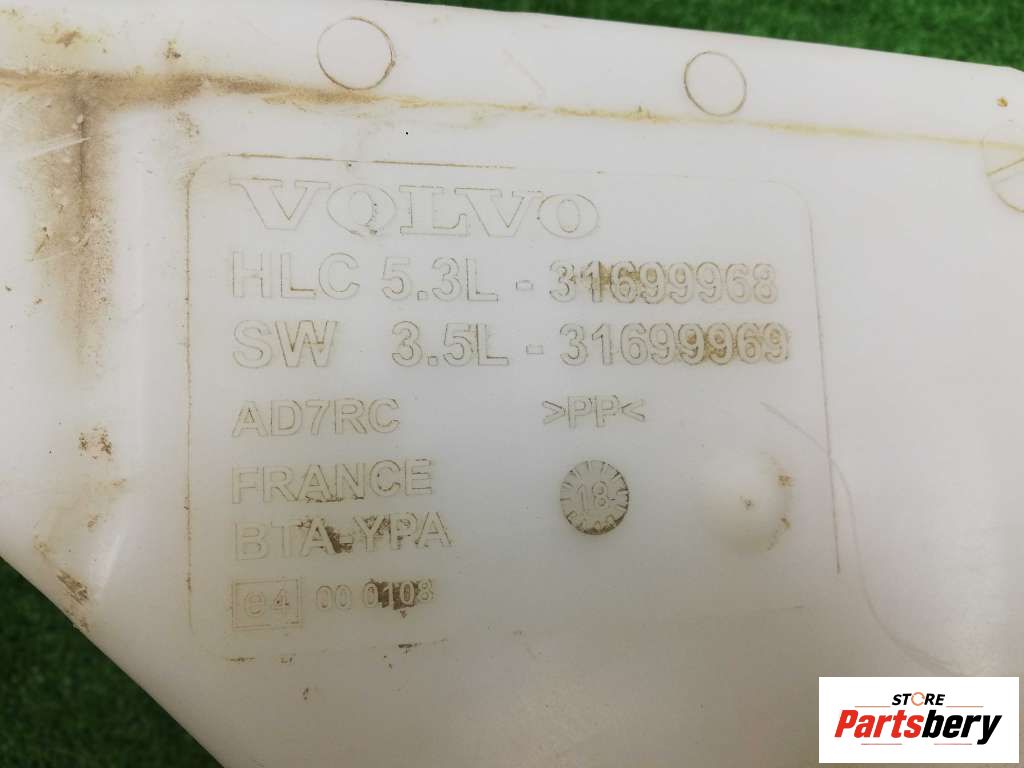 VOLVO
HLC 5.3L - 31699968
SW 3.5L - 31699969
AD7RC >PP<
FRANCE
18
BTA-YPA
e4 00 0108
STORE
Partsbery